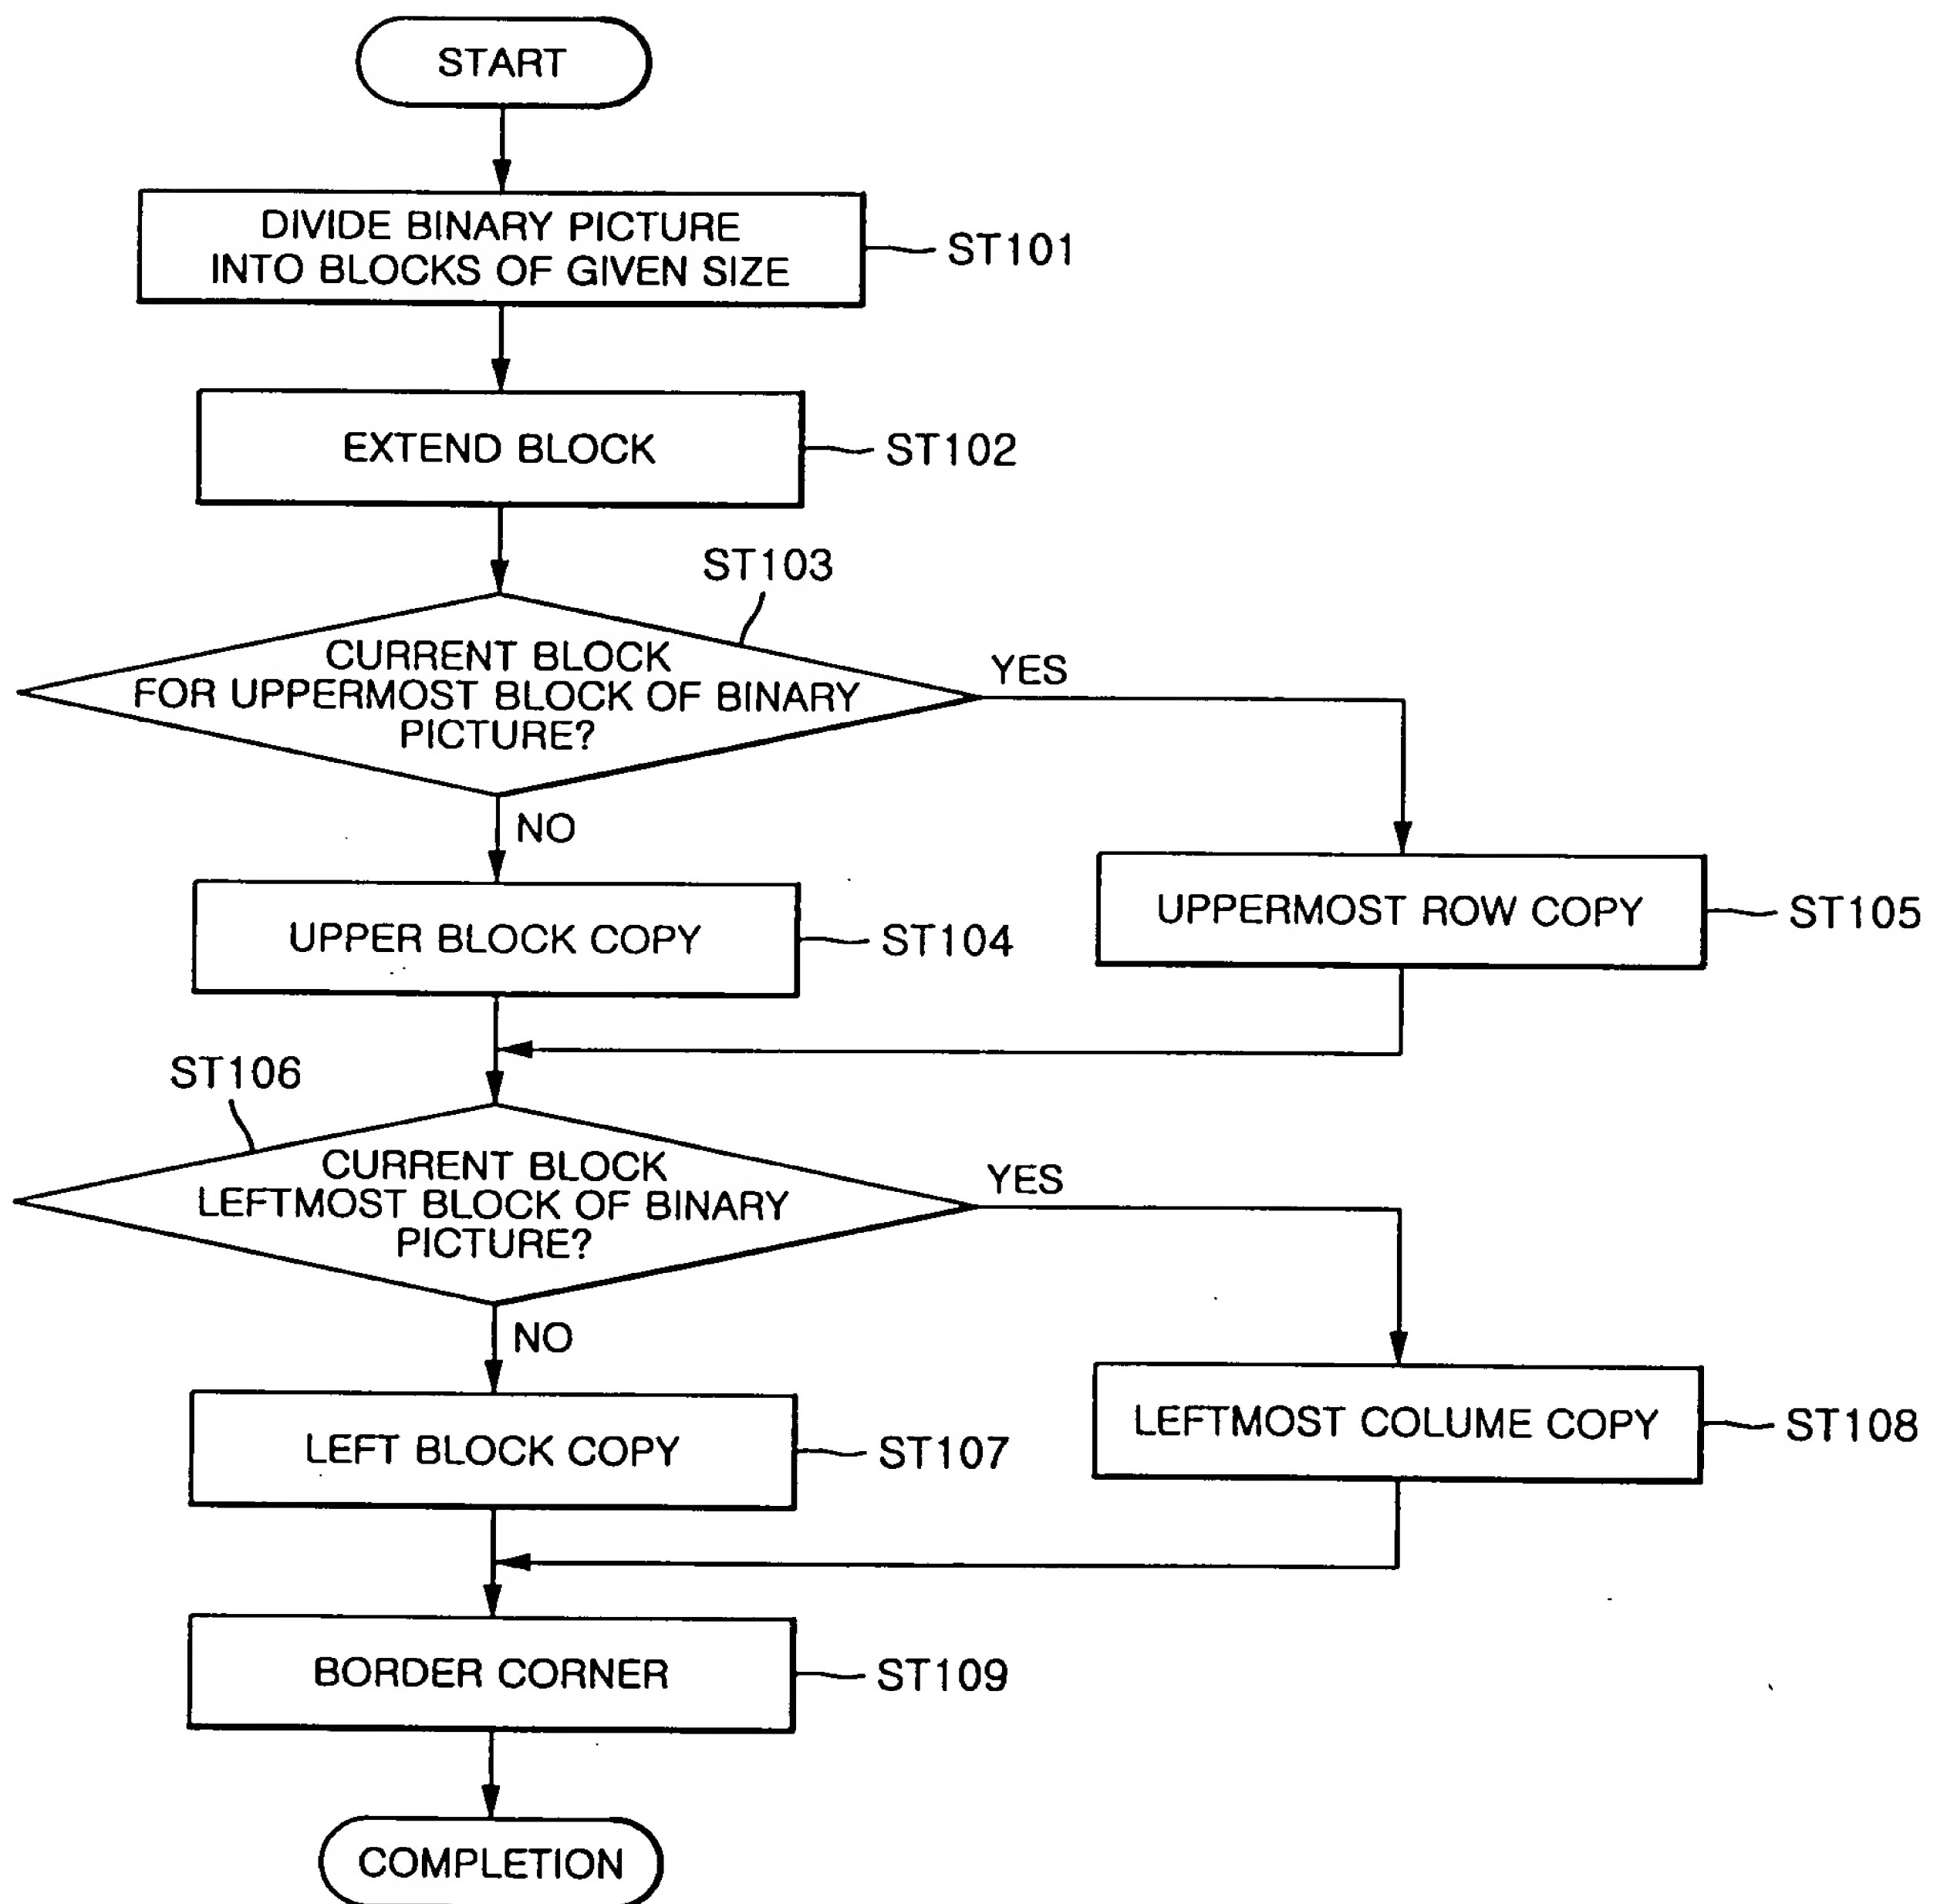 START
DIVIDE BINARY PICTURE
INTO BLOCKS OF GIVEN SIZE
ST101
EXTEND BLOCK
ST102
ST103
CURRENT BLOCK
FOR UPPERMOST BLOCK OF BINARY
PICTURE?
YES
NO
UPPER BLOCK COPY
ST104
UPPERMOST ROW COPY
ST105
ST106
CURRENT BLOCK
LEFTMOST BLOCK OF BINARY
PICTURE?
YES
NO
LEFT BLOCK COPY
ST107
LEFTMOST COLUME COPY
ST108
BORDER CORNER
ST109
COMPLETION